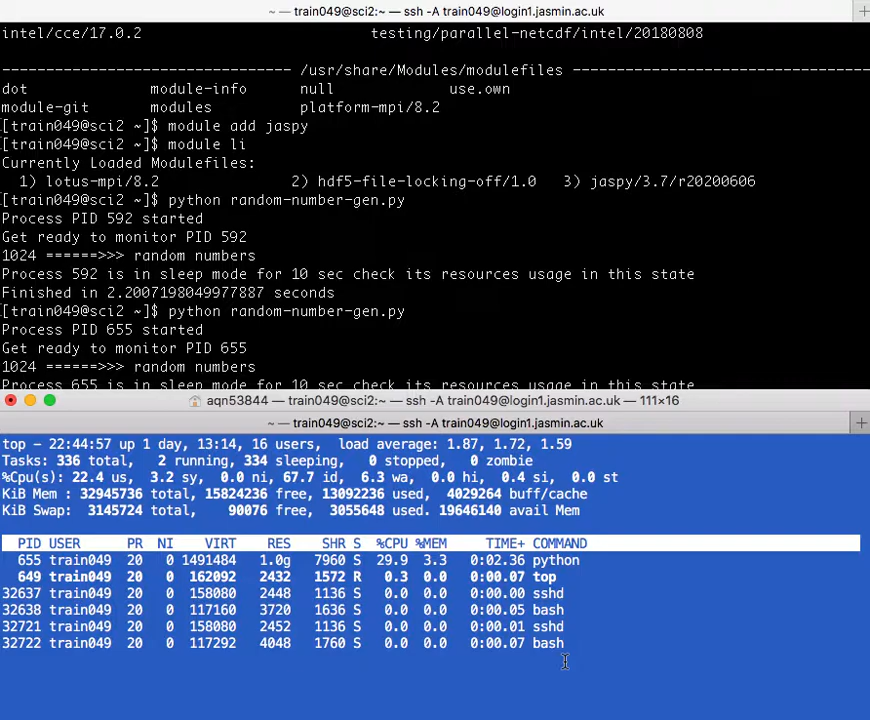 ~ — train049@sci2:~ — ssh -A train049@login1.jasmin.ac.uk
intel/cce/17.0.2                             testing/parallel-netcdf/intel/20180808
------------------------------- /usr/share/Modules/modulefiles --------------------------------
dot                module-info       null               use.own
module-git         modules           platform-mpi/8.2
[train049@sci2 ~]$ module add jaspy
[train049@sci2 ~]$ module li
Currently Loaded Modulefiles:
  1) lotus-mpi/8.2                 2) hdf5-file-locking-off/1.0   3) jaspy/3.7/r20200606
[train049@sci2 ~]$ python random-number-gen.py
Process PID 592 started
Get ready to monitor PID 592
1024 ======>>> random numbers
Process 592 is in sleep mode for 10 sec check its resources usage in this state
Finished in 2.2007198049977887 seconds
[train049@sci2 ~]$ python random-number-gen.py
Process PID 655 started
Get ready to monitor PID 655
1024 ======>>> random numbers
Process 655 is in sleep mode for 10 sec check its resources usage in this state
aqn53844 — train049@sci2:~ — ssh -A train049@login1.jasmin.ac.uk — 111×16
~ — train049@sci2:~ — ssh -A train049@login1.jasmin.ac.uk
top - 22:44:57 up 1 day, 13:14, 16 users,  load average: 1.87, 1.72, 1.59
Tasks: 336 total,   2 running, 334 sleeping,   0 stopped,   0 zombie
%Cpu(s): 22.4 us,  3.2 sy,  0.0 ni, 67.7 id,  6.3 wa,  0.0 hi,  0.4 si,  0.0 st
KiB Mem : 32945736 total, 15824236 free, 13092236 used,  4029264 buff/cache
KiB Swap:  3145724 total,    90076 free,  3055648 used. 19646140 avail Mem
  PID USER      PR  NI    VIRT    RES    SHR S  %CPU %MEM     TIME+ COMMAND
  655 train049  20   0 1491484   1.0g   7960 S  29.9  3.3   0:02.36 python
  649 train049  20   0  162092   2432   1572 R   0.3  0.0   0:00.07 top
32637 train049  20   0  158080   2448   1136 S   0.0  0.0   0:00.00 sshd
32638 train049  20   0  117160   3720   1636 S   0.0  0.0   0:00.05 bash
32721 train049  20   0  158080   2452   1136 S   0.0  0.0   0:00.01 sshd
32722 train049  20   0  117292   4048   1760 S   0.0  0.0   0:00.07 bash